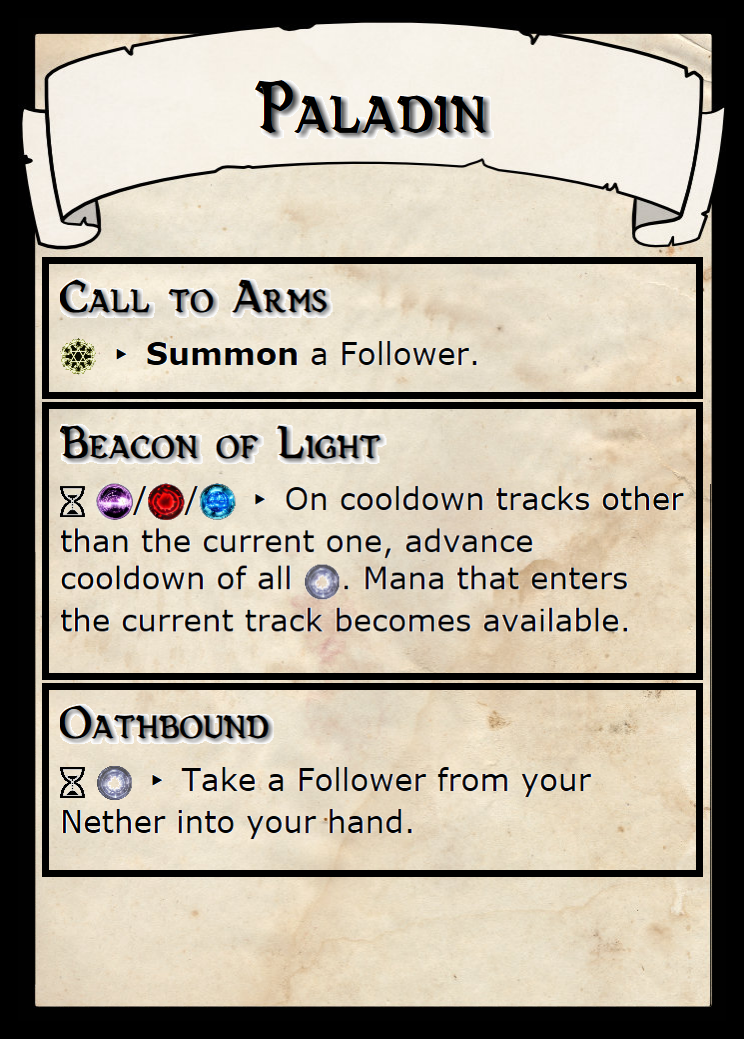 Paladin
Call to Arms
‣ Summon a Follower.
Beacon of Light
/ / ‣ On cooldown tracks other
than the current one, advance
cooldown of all . Mana that enters
the current track becomes available.
Oathbound
‣ Take a Follower from your
Nether into your hand.